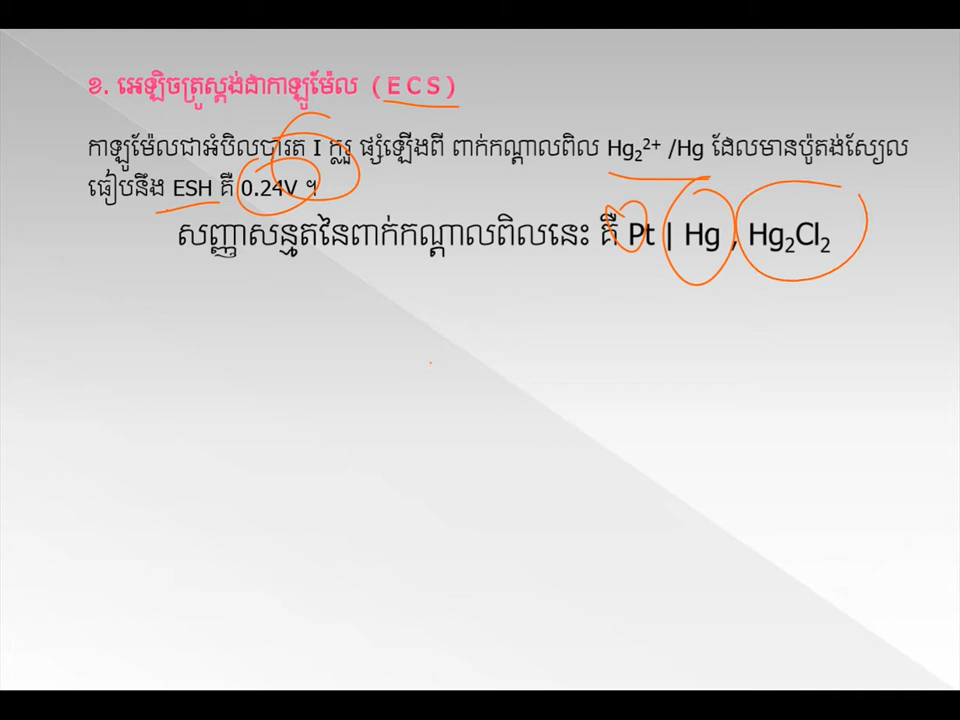 ខ. អេឡិចត្រូស្តង់ដាកាឡូម៉ែល (ECS)
កាឡូម៉ែលជាអំបិលបារត I ក្លរួ ផ្សំឡើងពី ពាក់កណ្តាលពិល Hg₂²⁺ /Hg ដែលមានប៉ូតង់ស្យែល
ធៀបនឹង ESH គឺ 0.24V ។
សញ្ញាសន្មតនៃពាក់កណ្តាលពិលនេះ គឺ Pt | Hg , Hg₂Cl₂